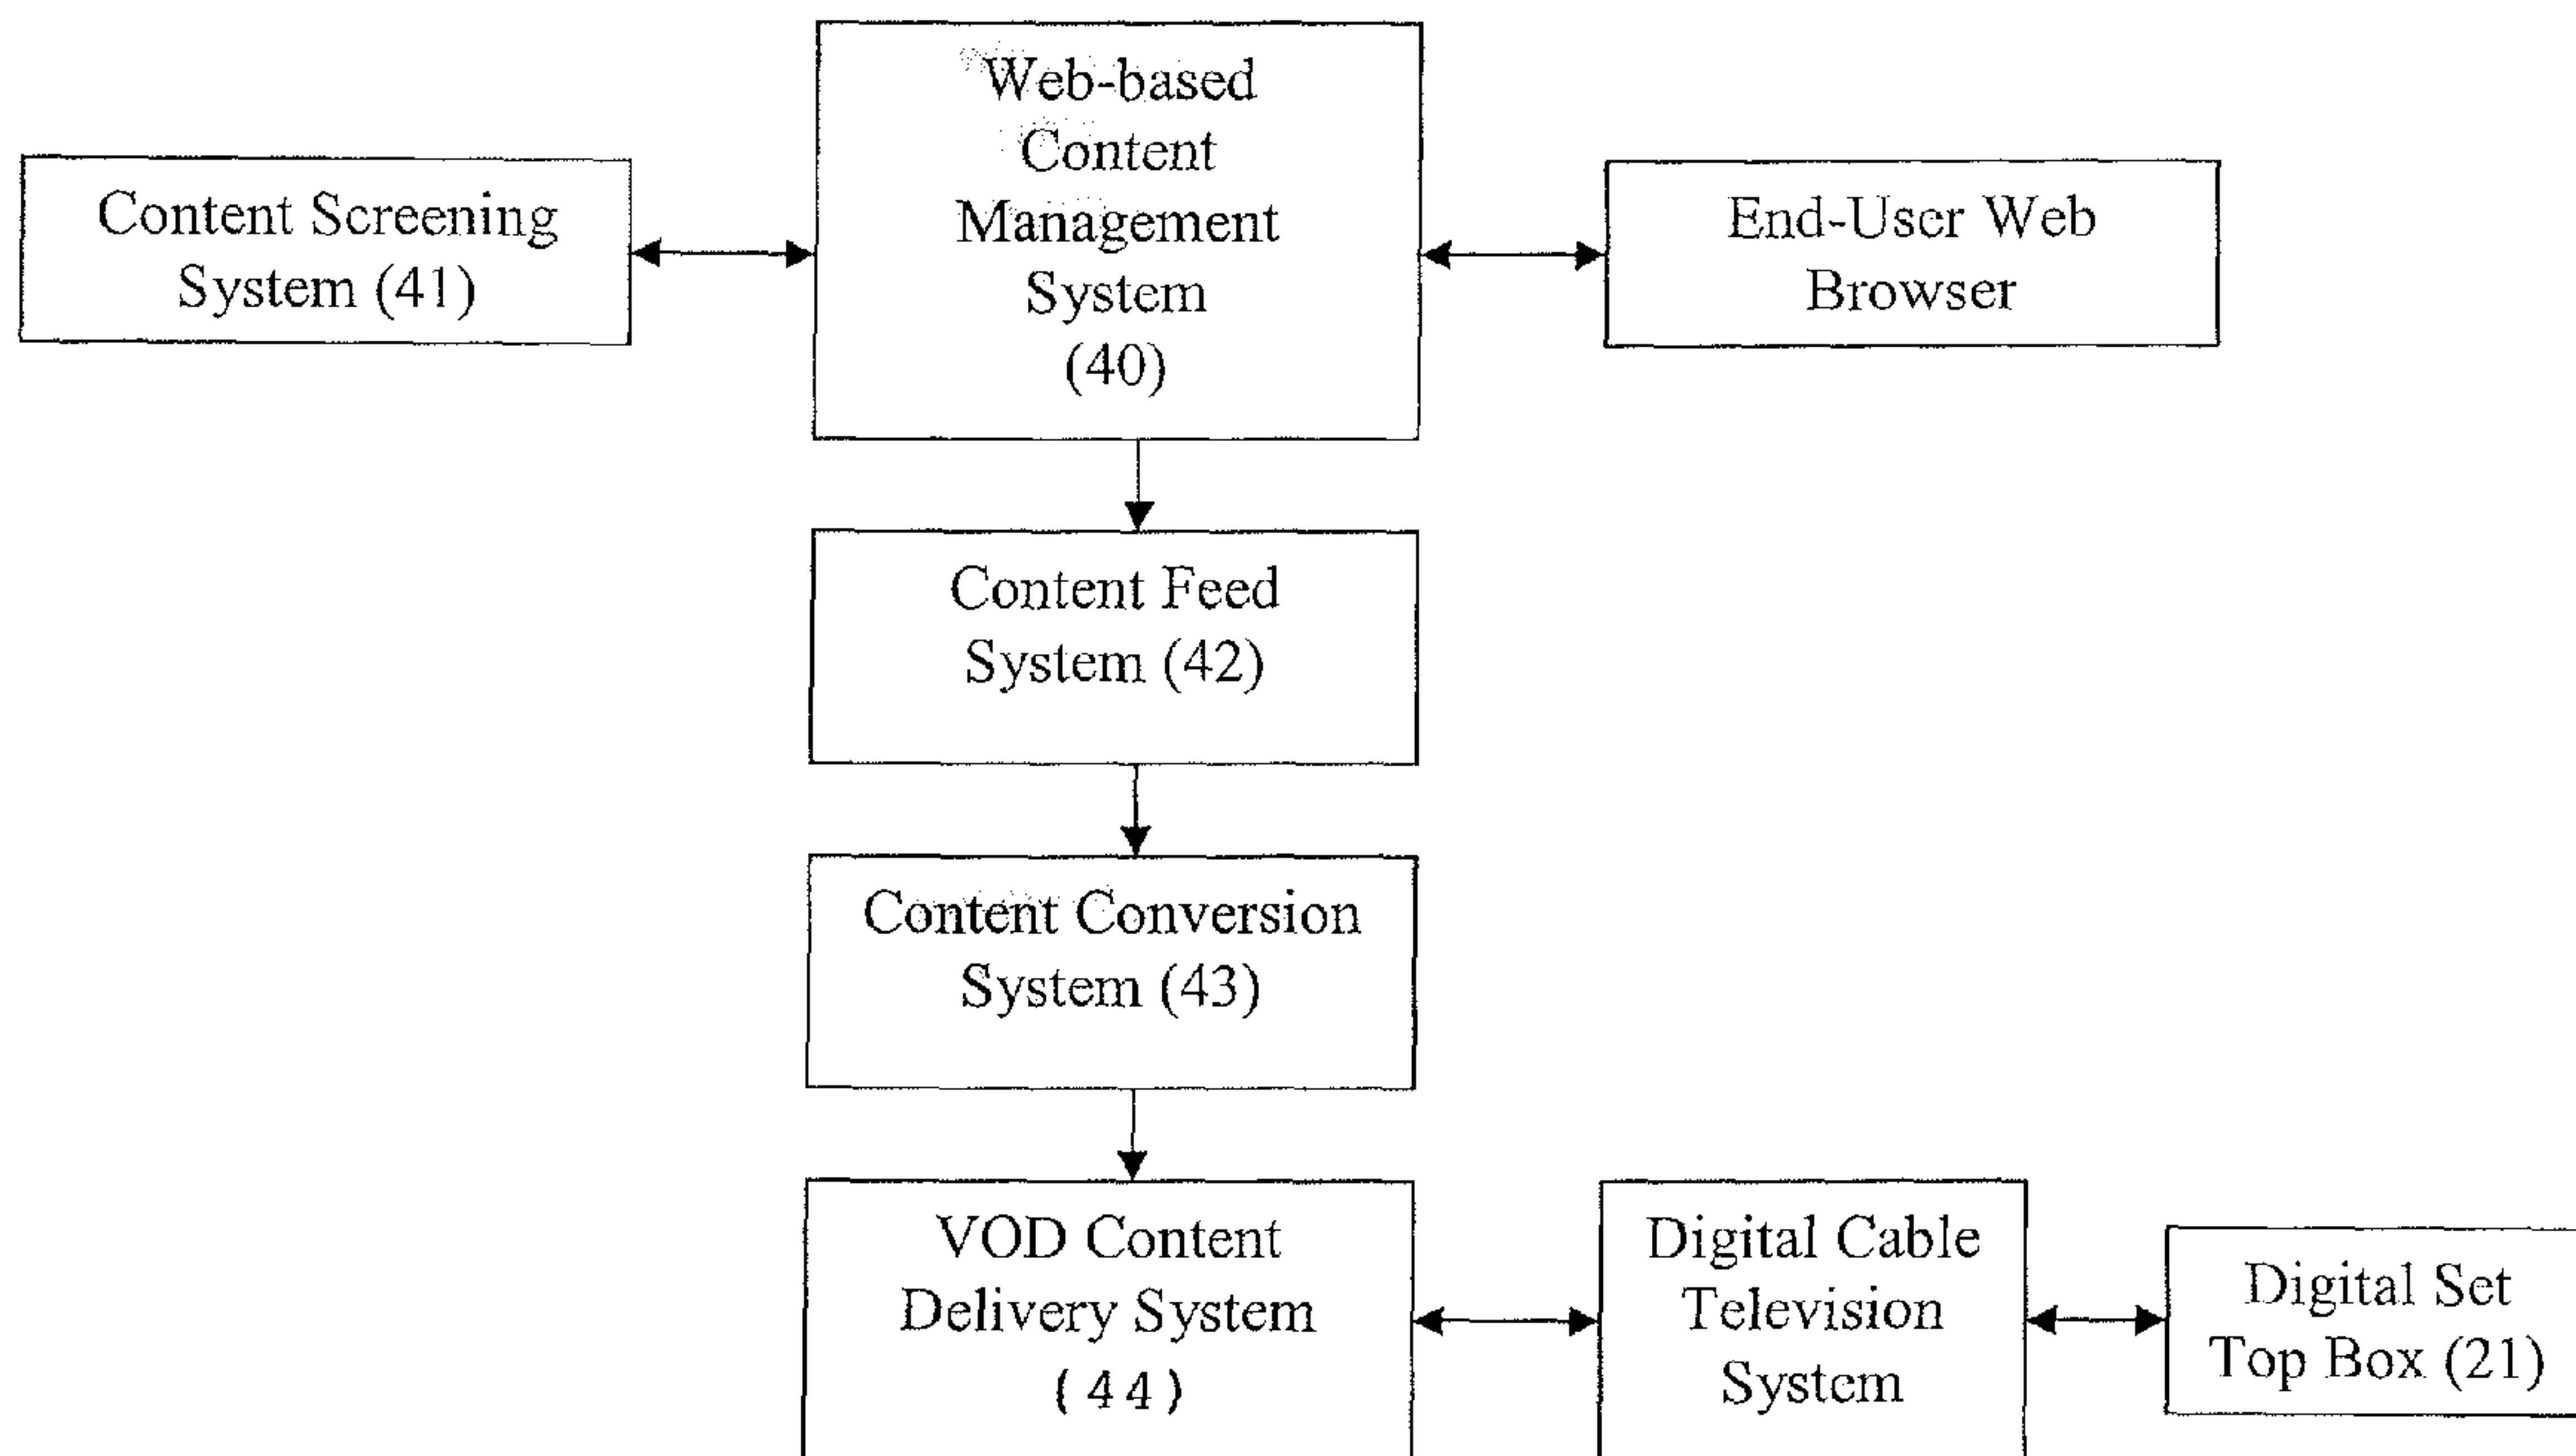 Web-based
Content
Management
System
(40)
Content Screening
System (41)
End-User Web
Browser
Content Feed
System (42)
Content Conversion
System (43)
VOD Content
Delivery System
(44)
Digital Cable
Television
System
Digital Set
Top Box (21)